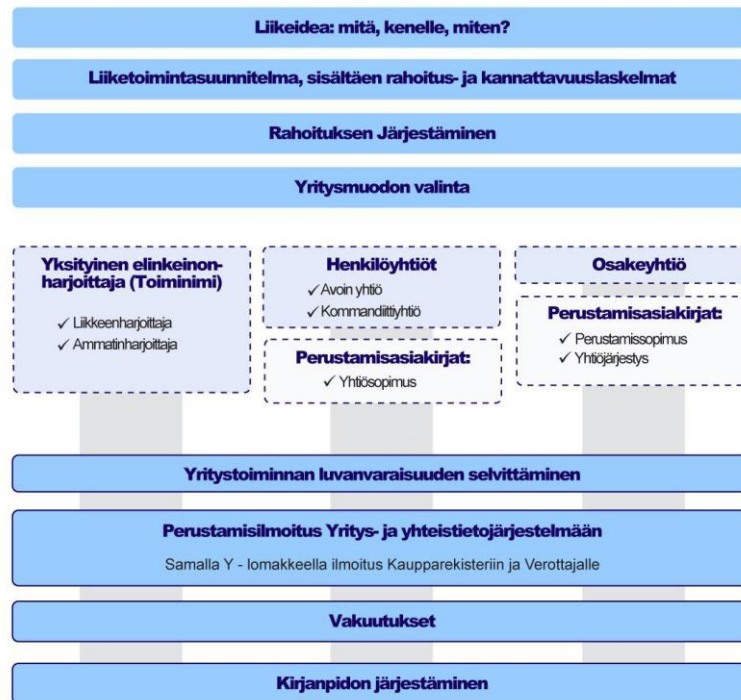 Liikeidea: mitä, kenelle, miten?
Liiketoimintasuunnitelma, sisältäen rahoitus- ja kannattavuuslaskelmat
Rahoituksen Järjestäminen
Yritysmuodon valinta
Yksityinen elinkeinon-
harjoittaja (Toiminimi)
✓ Liikkeenharjoittaja
✓ Ammatinharjoittaja
Henkilöyhtiöt
✓ Avoin yhtiö
✓ Kommandiittiyhtiö
Perustamisasiakirjat:
✓ Yhtiösopimus
Osakeyhtiö
Perustamisasiakirjat:
✓ Perustamissopimus
✓ Yhtiöjärjestys
Yritystoiminnan luvanvaraisuuden selvittäminen
Perustamisilmoitus Yritys- ja yhteistietojärjestelmään
Samalla Y - lomakkeella ilmoitus Kaupparekisteriin ja Verottajalle
Vakuutukset
Kirjanpidon järjestäminen